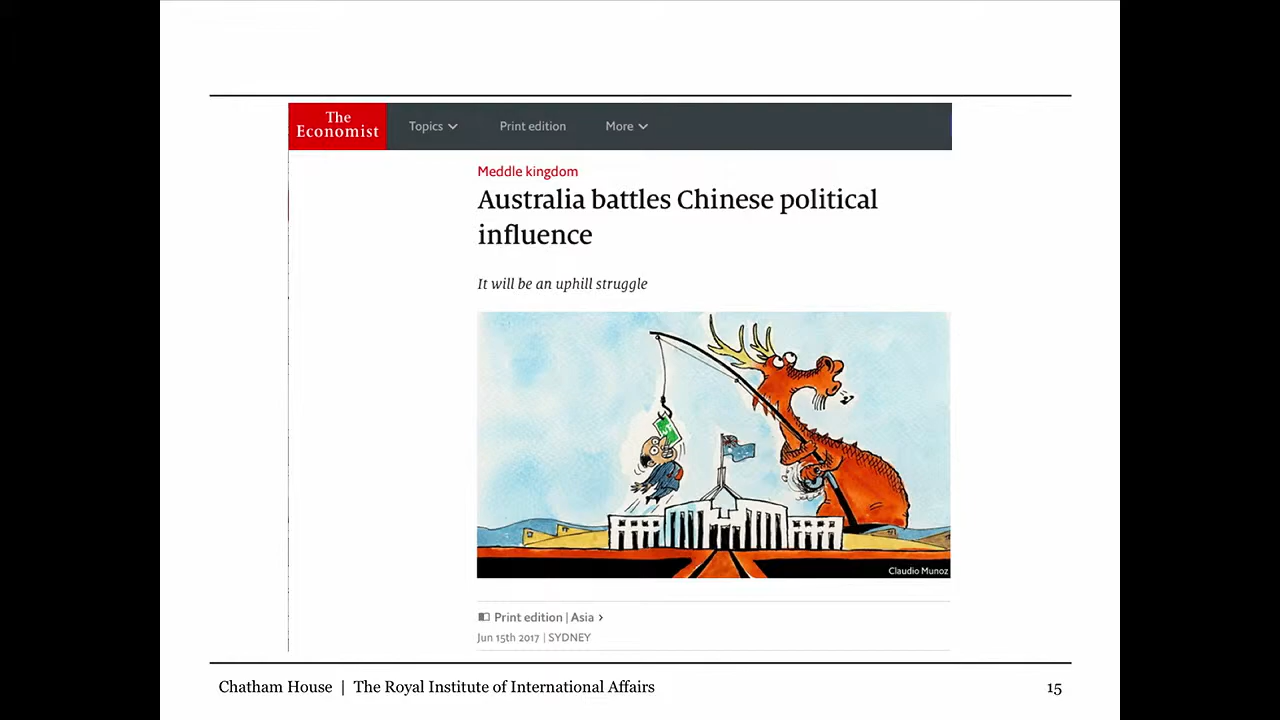 The
Economist
Topics
Print edition
More
Meddle kingdom
Australia battles Chinese political
influence
It will be an uphill struggle
Claudio Munoz
Print edition | Asia >
Jun 15th 2017 | SYDNEY
Chatham House | The Royal Institute of International Affairs
15